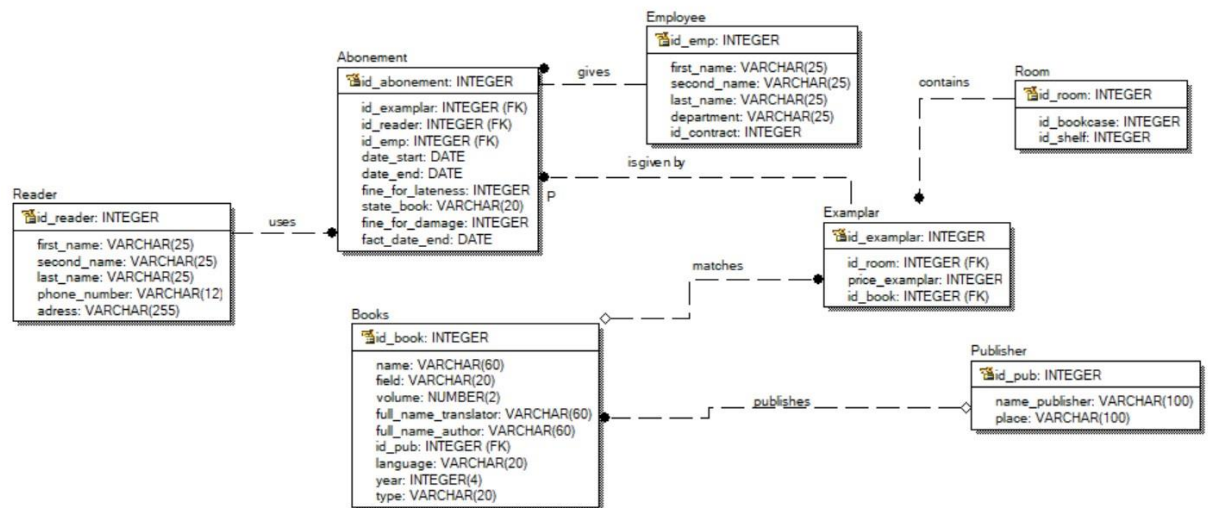 Employee
id_emp: INTEGER
first_name: VARCHAR(25)
second_name: VARCHAR(25)
last_name: VARCHAR(25)
department: VARCHAR(25)
id_contract: INTEGER
Abonement
id_abonement: INTEGER
id_examplar: INTEGER (FK)
id_reader: INTEGER (FK)
id_emp: INTEGER (FK)
date_start: DATE
date_end: DATE
fine_for_lateness: INTEGER
state_book: VARCHAR(20)
fine_for_damage: INTEGER
fact_date_end: DATE
gives
contains
Room
id_room: INTEGER
id_bookcase: INTEGER
id_shelf: INTEGER
is given by
P
Reader
id_reader: INTEGER
first_name: VARCHAR(25)
second_name: VARCHAR(25)
last_name: VARCHAR(25)
phone_number: VARCHAR(12)
adress: VARCHAR(255)
uses
Examplar
id_examplar: INTEGER
id_room: INTEGER (FK)
price_examplar: INTEGER
id_book: INTEGER (FK)
matches
Books
id_book: INTEGER
name: VARCHAR(60)
field: VARCHAR(20)
volume: NUMBER(2)
full_name_translator: VARCHAR(60)
full_name_author: VARCHAR(60)
id_pub: INTEGER (FK)
language: VARCHAR(20)
year: INTEGER(4)
type: VARCHAR(20)
publishes
Publisher
id_pub: INTEGER
name_publisher: VARCHAR(100)
place: VARCHAR(100)